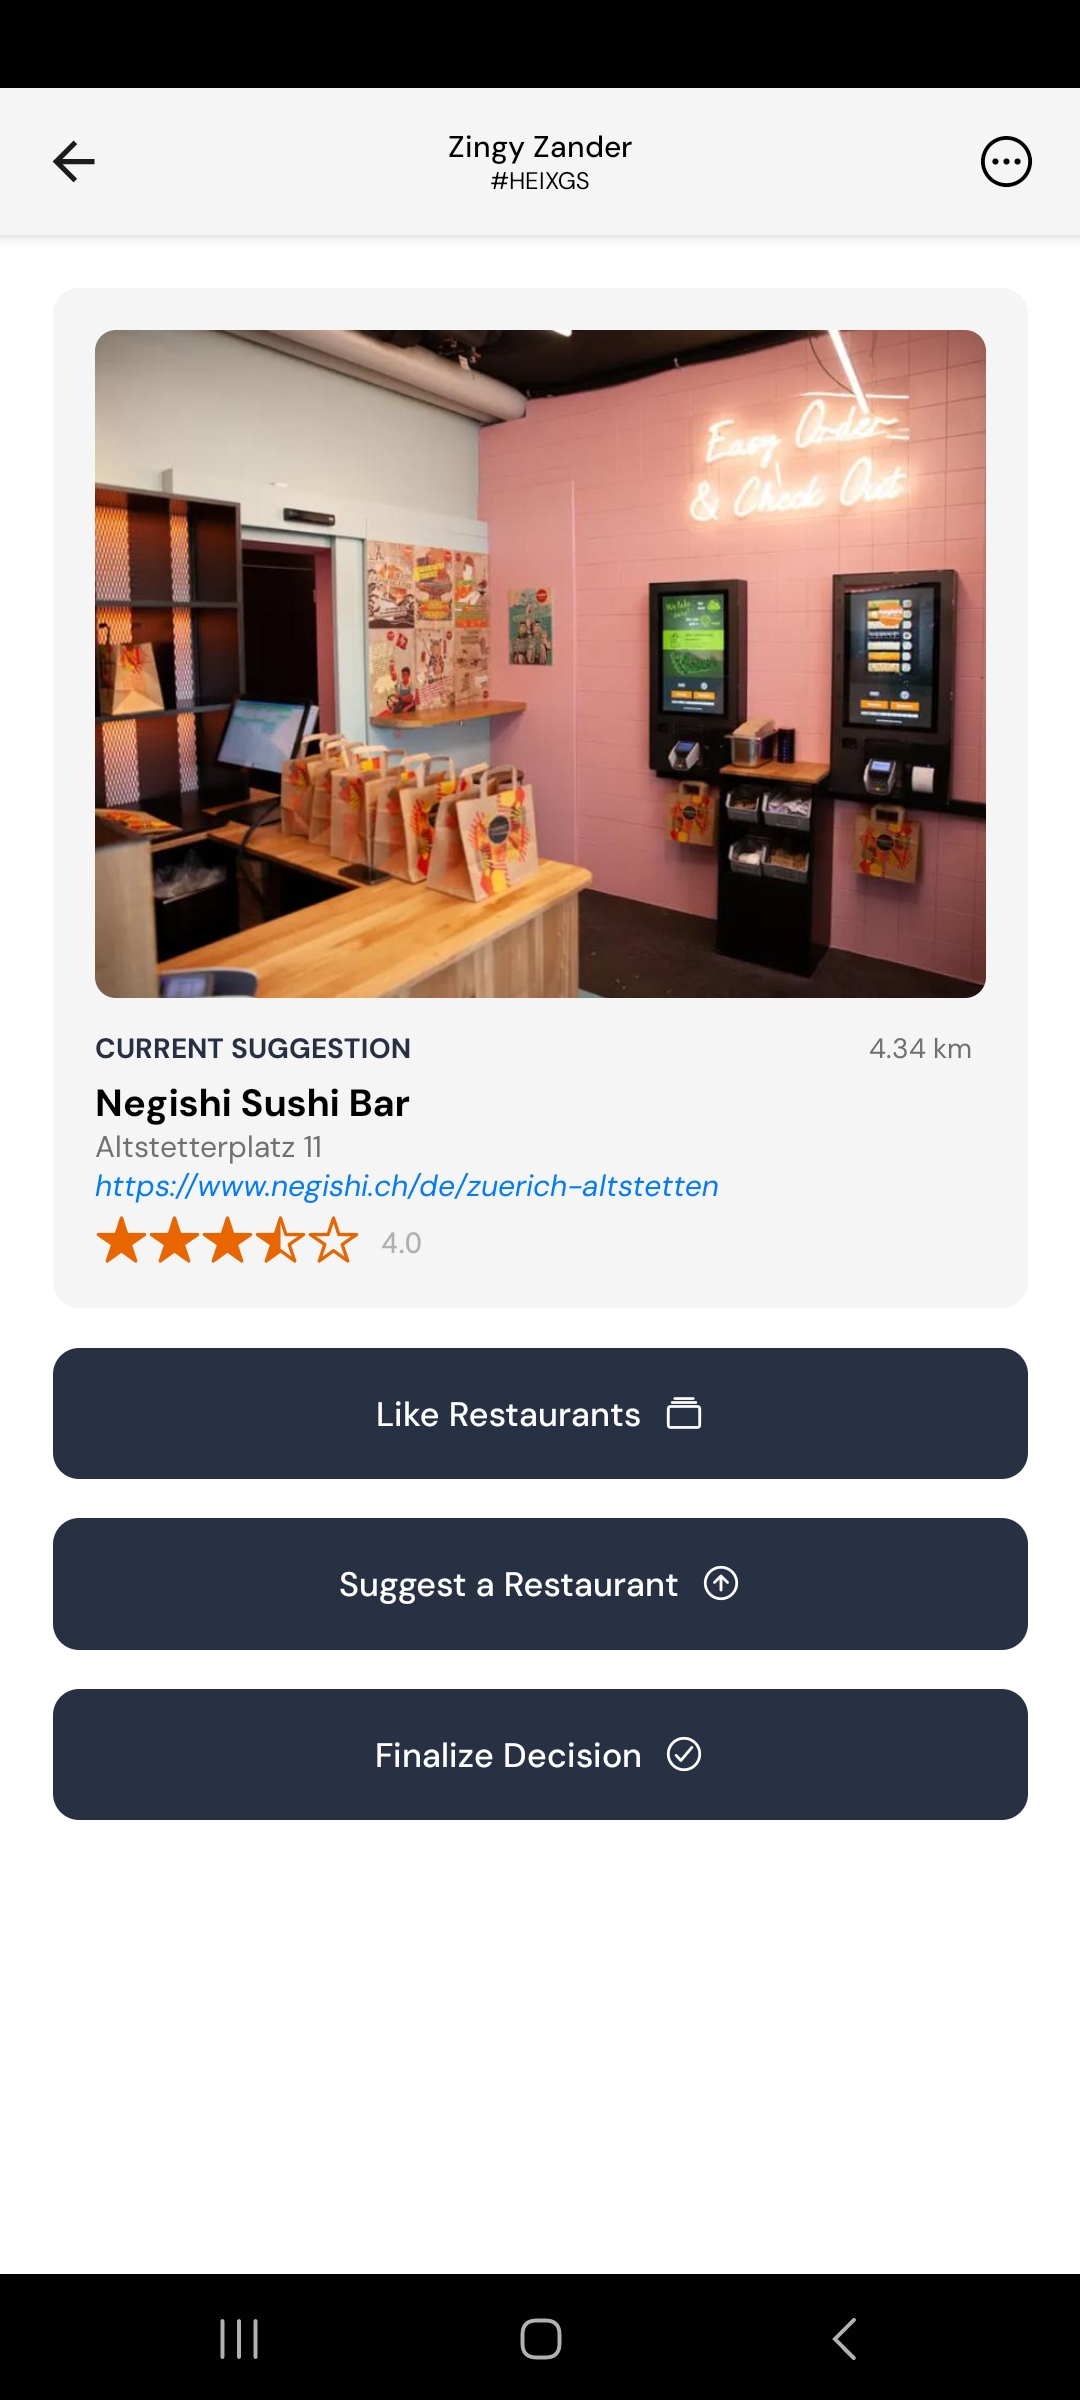 Zingy Zander
#HEIXGS
Easy Order
& Check Out
CURRENT SUGGESTION
4.34 km
Negishi Sushi Bar
Altstetterplatz 11
https://www.negishi.ch/de/zuerich-altstetten
4.0
Like Restaurants
Suggest a Restaurant
Finalize Decision